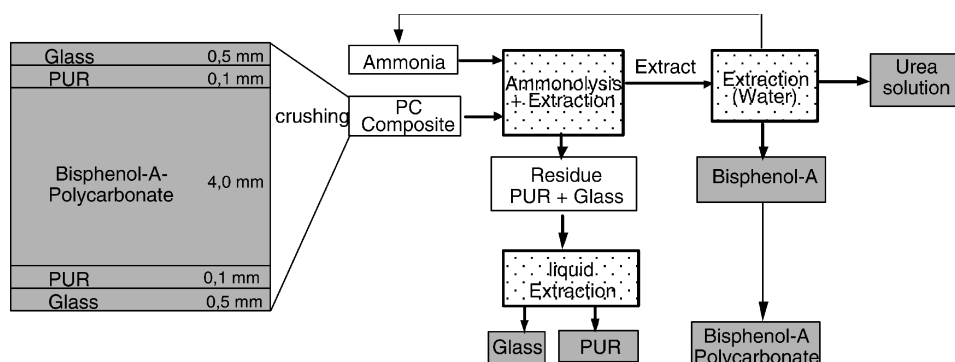 Glass 0,5 mm
PUR 0,1 mm
Bisphenol-A-
Polycarbonate
4,0 mm
PUR 0,1 mm
Glass 0,5 mm
crushing
Ammonia
PC
Composite
Ammonolysis
+ Extraction
Extract
Extraction
(Water)
Urea
solution
Residue
PUR + Glass
Bisphenol-A
liquid
Extraction
Glass
PUR
Bisphenol-A
Polycarbonate